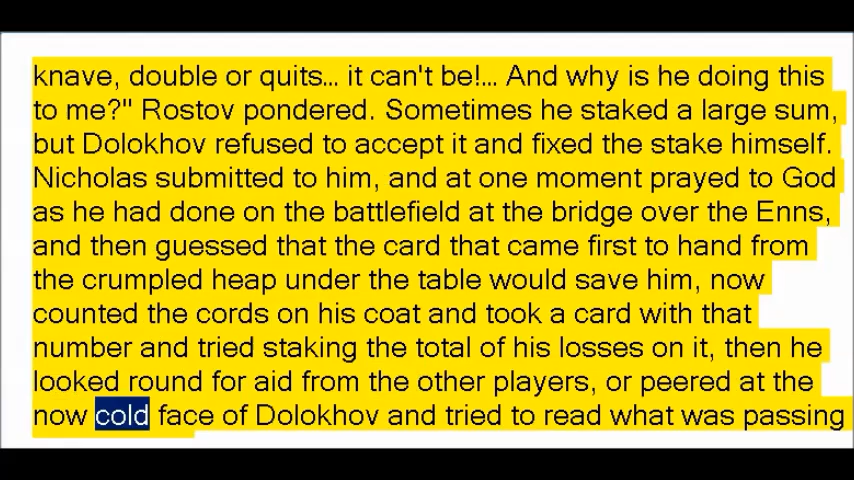 knave, double or quits... it can't be!... And why is he doing this
to me?" Rostov pondered. Sometimes he staked a large sum,
but Dolokhov refused to accept it and fixed the stake himself.
Nicholas submitted to him, and at one moment prayed to God
as he had done on the battlefield at the bridge over the Enns,
and then guessed that the card that came first to hand from
the crumpled heap under the table would save him, now
counted the cords on his coat and took a card with that
number and tried staking the total of his losses on it, then he
looked round for aid from the other players, or peered at the
now cold face of Dolokhov and tried to read what was passing